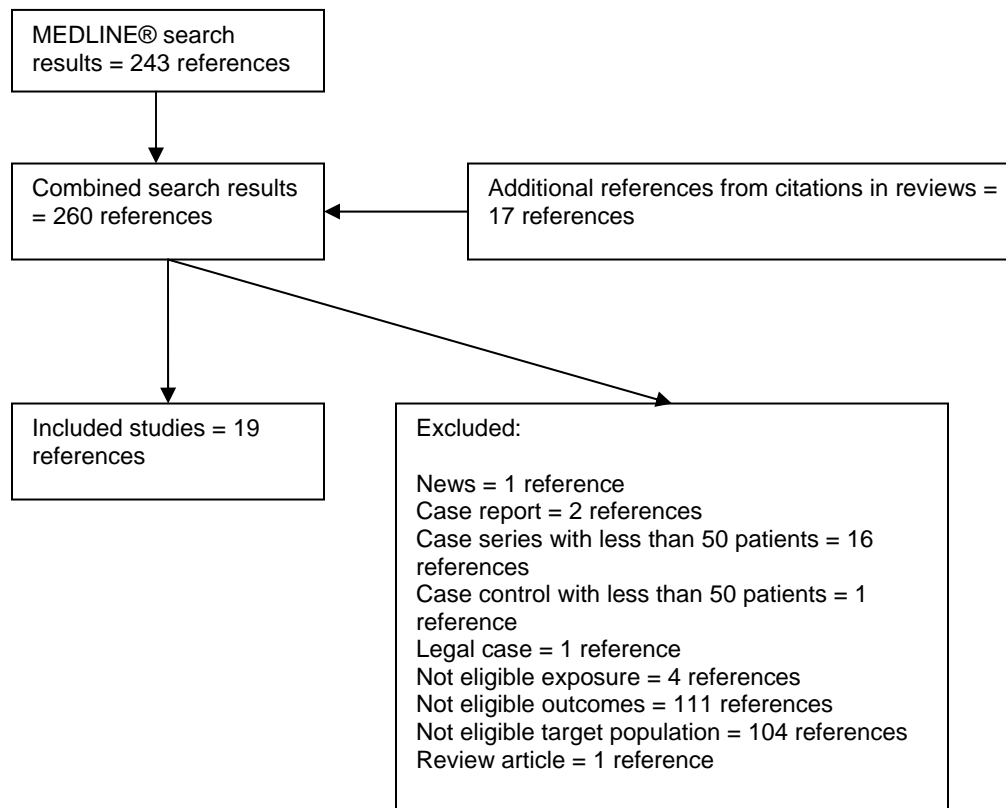 MEDLINE® search
results = 243 references
Combined search results
= 260 references
Additional references from citations in reviews =
17 references
Included studies = 19
references
Excluded:
News = 1 reference
Case report = 2 references
Case series with less than 50 patients = 16
references
Case control with less than 50 patients = 1
reference
Legal case = 1 reference
Not eligible exposure = 4 references
Not eligible outcomes = 111 references
Not eligible target population = 104 references
Review article = 1 reference